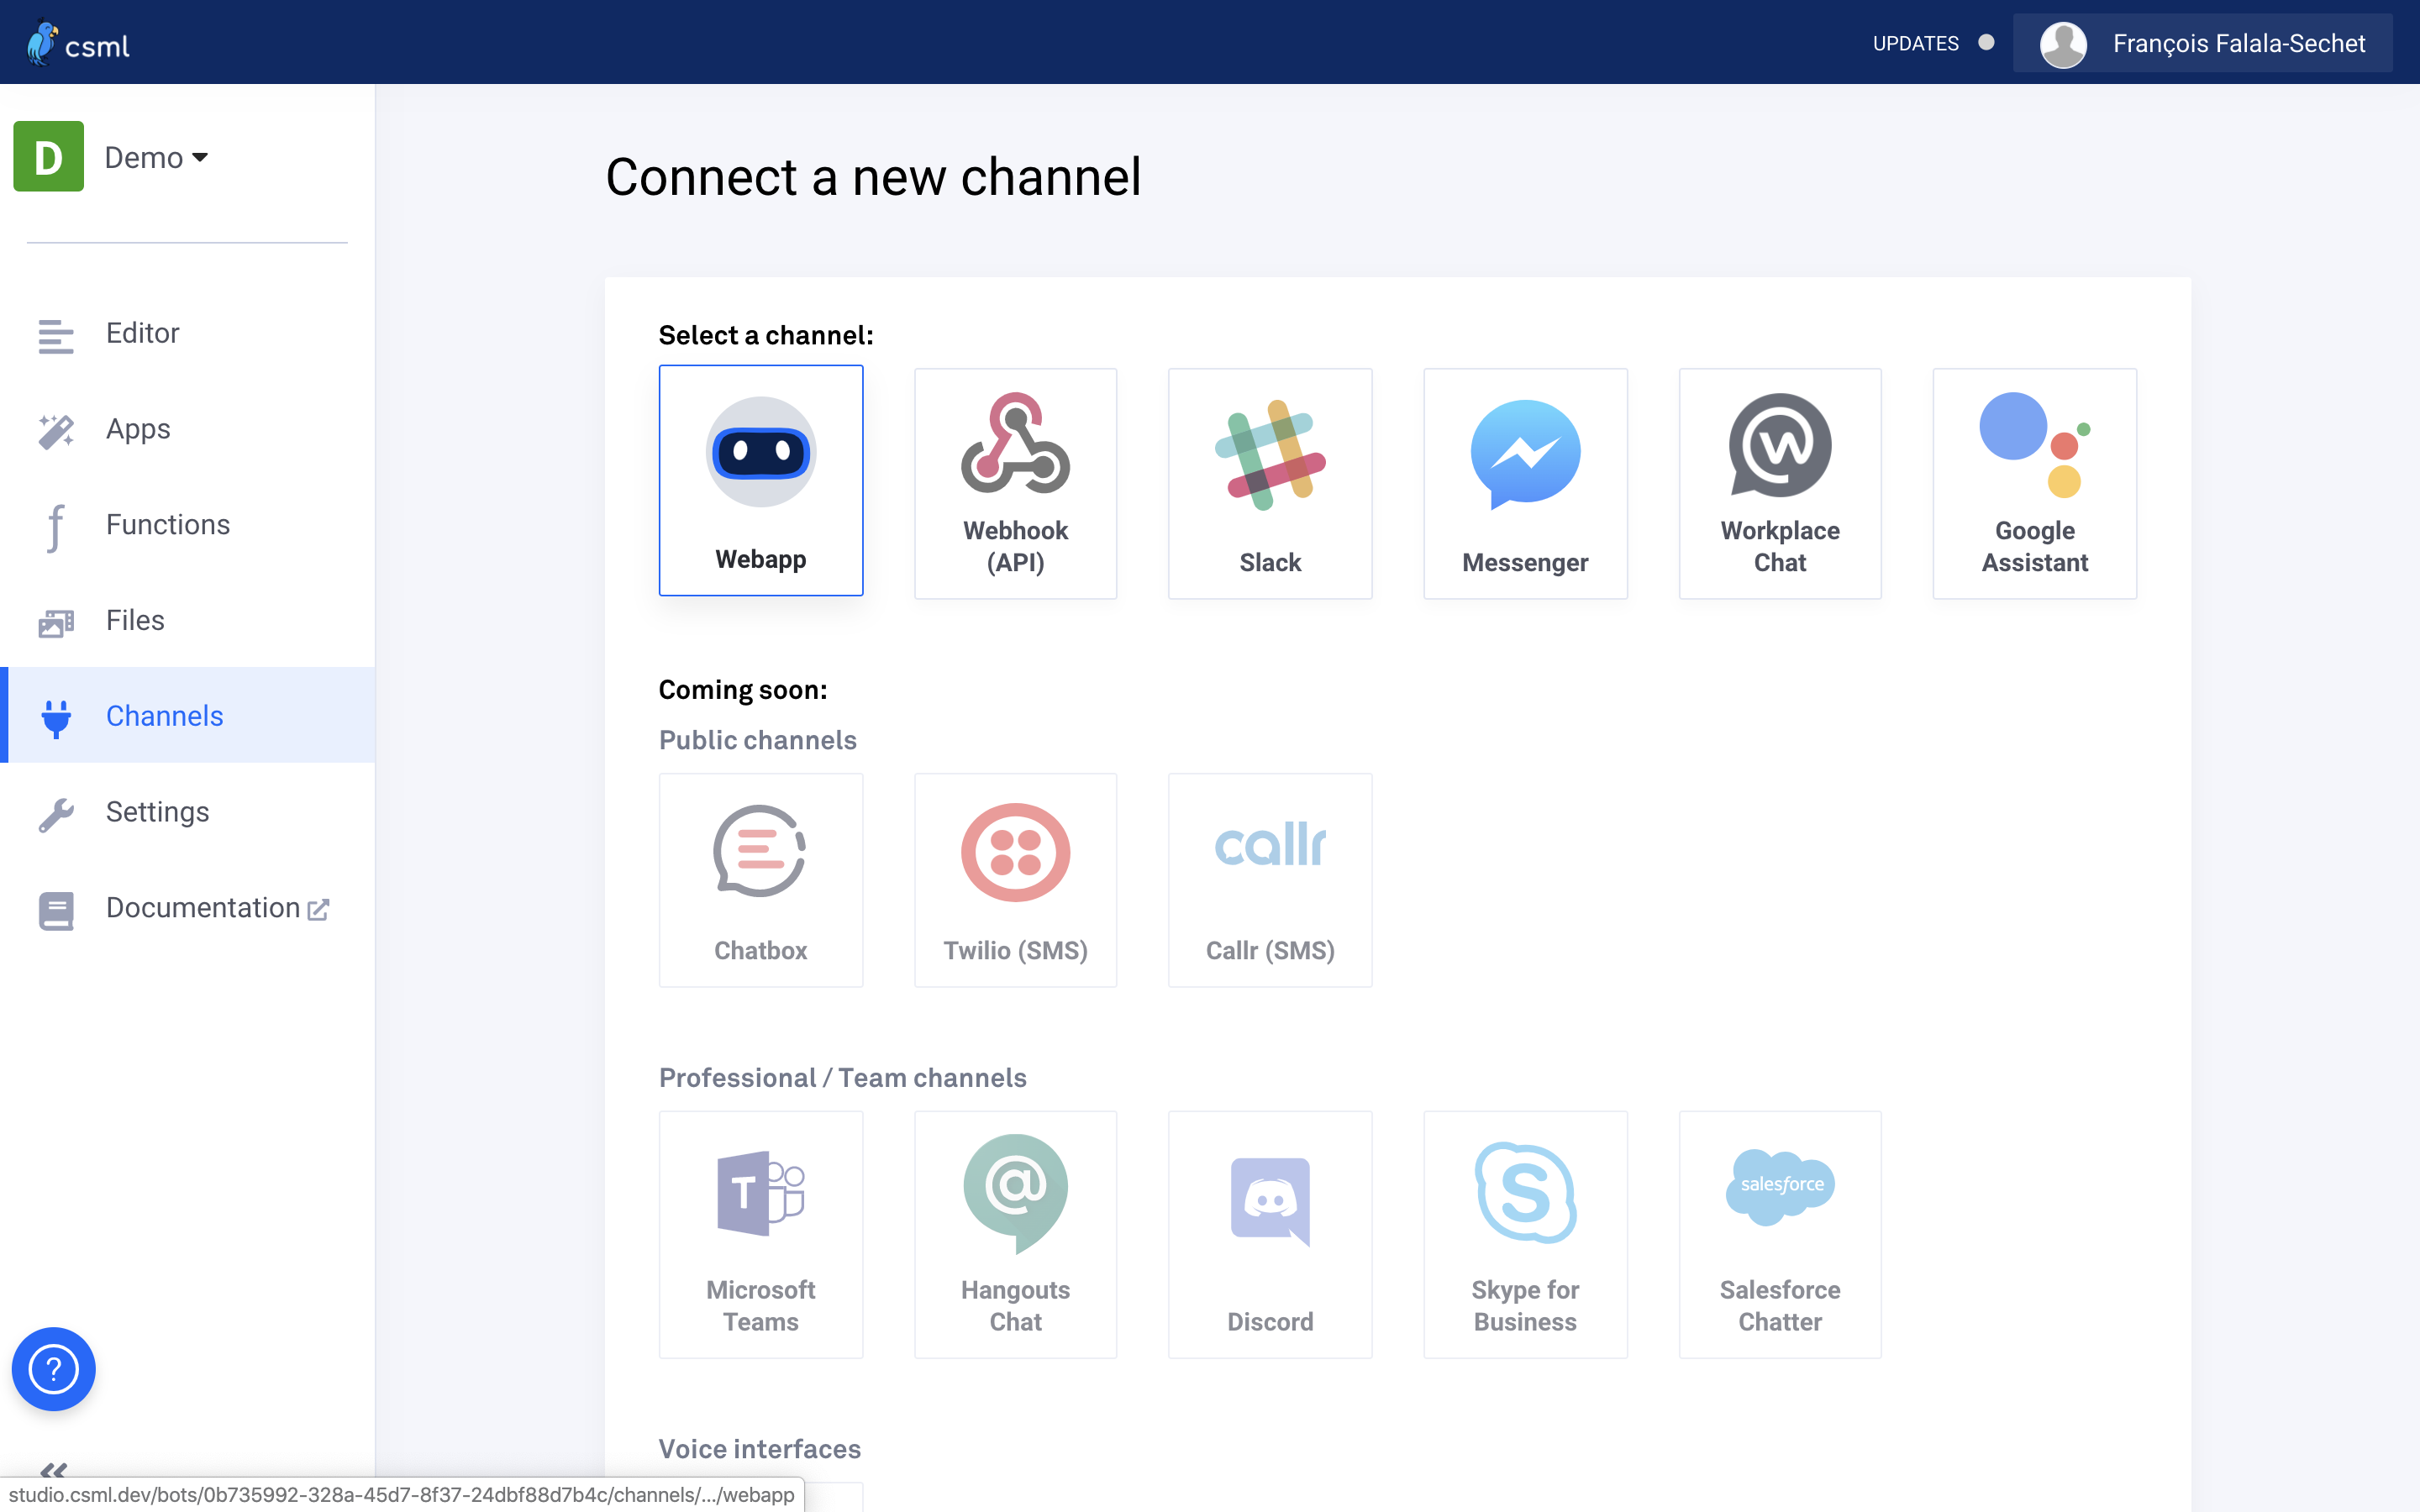 csml
UPDATES
François Falala-Sechet
D
Demo
Editor
Apps
Functions
Files
Channels
Settings
Documentation
Connect a new channel
Select a channel:
Webapp
Webhook
(API)
Slack
Messenger
Workplace
Chat
Google
Assistant
Coming soon:
Public channels
callr
Chatbox
Twilio (SMS)
Callr (SMS)
Professional / Team channels
T
@
S
salesforce
Microsoft
Teams
Hangouts
Chat
Discord
Skype for
Business
Salesforce
Chatter
Voice interfaces
?
studio.csml.dev/bots/0b735992-328a-45d7-8f37-24dbf88d7b4c/channels/.../webapp